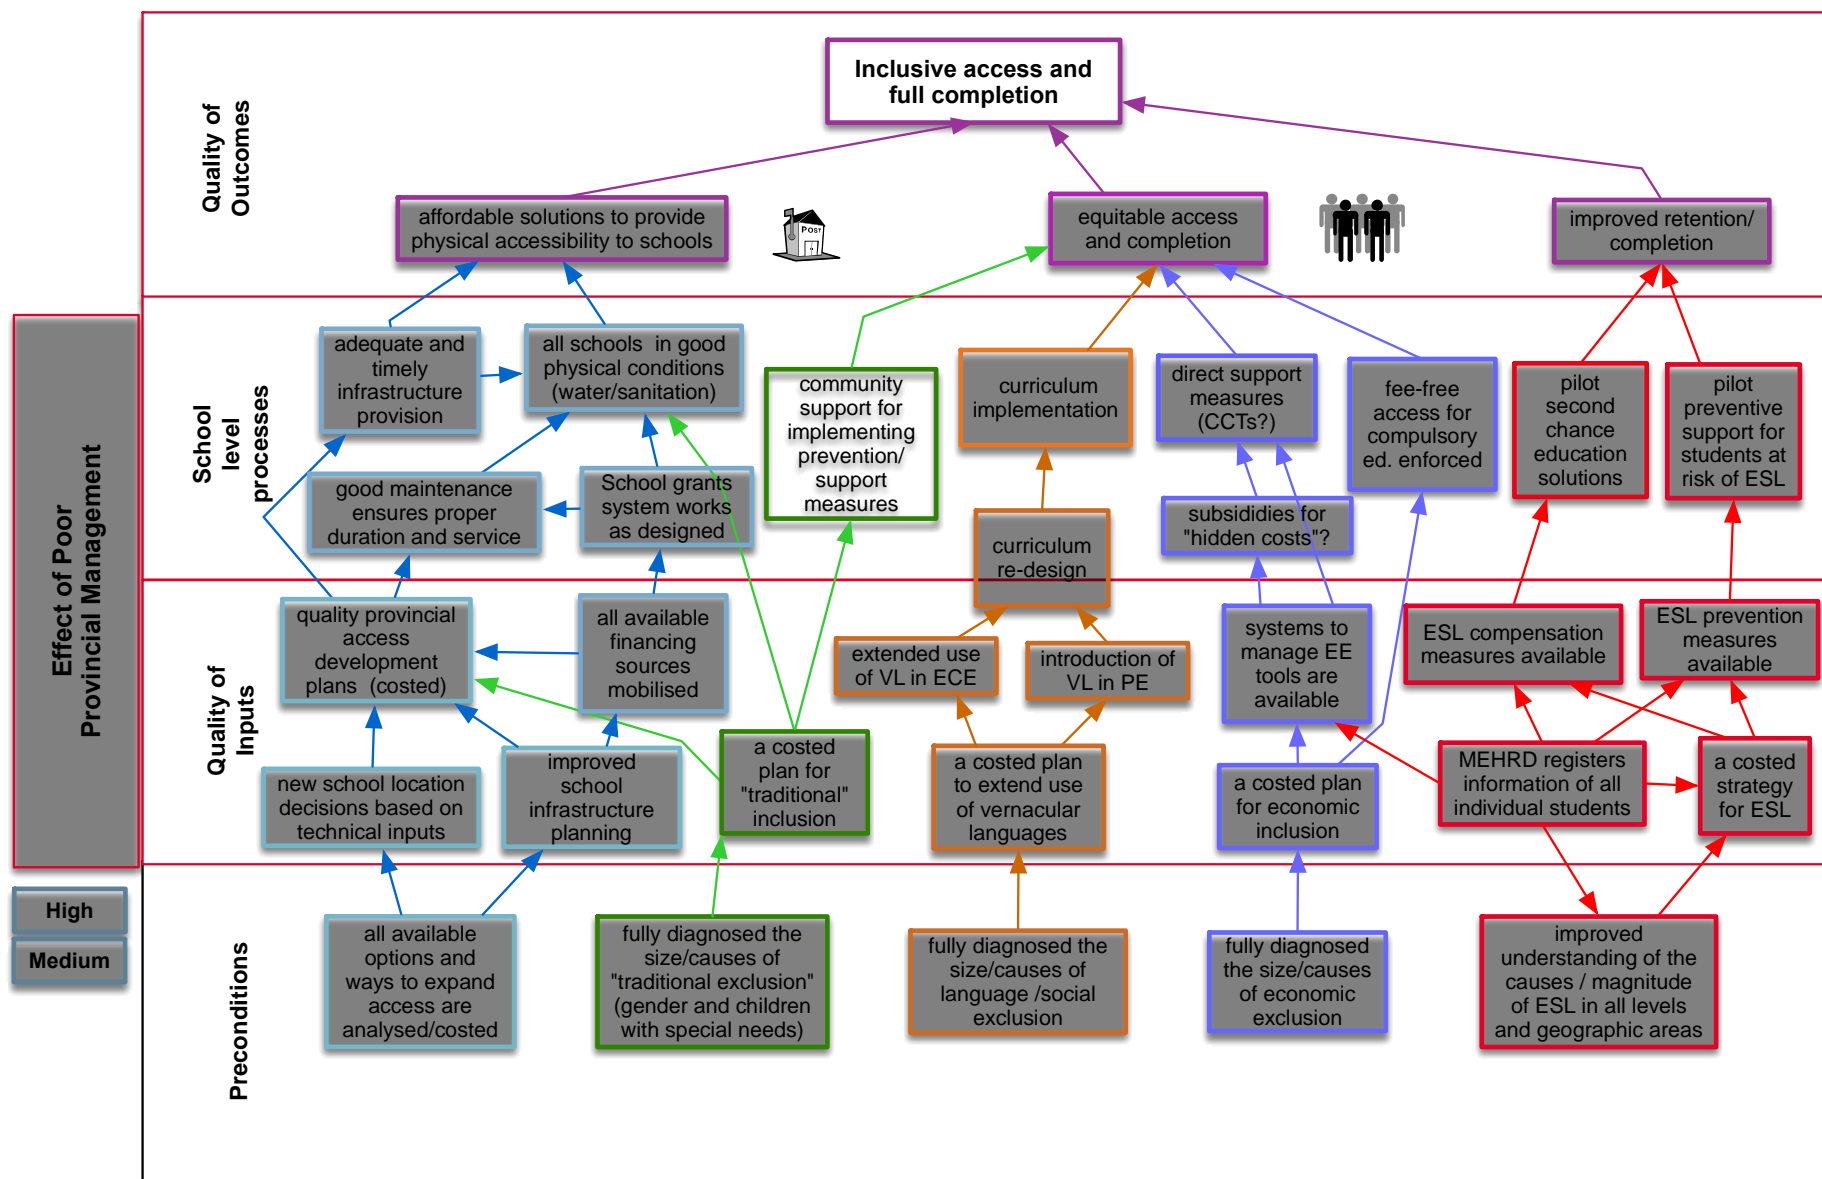 Inclusive access and
full completion
Quality of
Outcomes
affordable solutions to provide
physical accessibility to schools
POST
equitable access
and completion
improved retention/
completion
Effect of Poor
Provincial Management
High
Medium
School
level
processes
adequate and
timely
infrastructure
provision
all schools in good
physical conditions
(water/sanitation)
community
support for
implementing
prevention/
support
measures
curriculum
implementation
direct support
measures
(CCTs?)
fee-free
access for
compulsory
ed. enforced
pilot
second
chance
education
solutions
pilot
preventive
support for
students at
risk of ESL
good maintenance
ensures proper
duration and service
School grants
system works
as designed
curriculum
re-design
subsididies for
"hidden costs"?
Quality of
Inputs
quality provincial
access
development
plans (costed)
all available
financing
sources
mobilised
extended use
of VL in ECE
introduction of
VL in PE
systems to
manage EE
tools are
available
ESL compensation
measures available
ESL prevention
measures
available
new school location
decisions based on
technical inputs
improved
school
infrastructure
planning
a costed
plan for
"traditional"
inclusion
a costed plan
to extend use
of vernacular
languages
a costed plan
for economic
inclusion
MEHRD registers
information of all
individual students
a costed
strategy
for ESL
Preconditions
all available
options and
ways to expand
access are
analysed/costed
fully diagnosed the
size/causes of
"traditional exclusion"
(gender and children
with special needs)
fully diagnosed the
size/causes of
language /social
exclusion
fully diagnosed
the size/causes
of economic
exclusion
improved
understanding of the
causes / magnitude
of ESL in all levels
and geographic areas